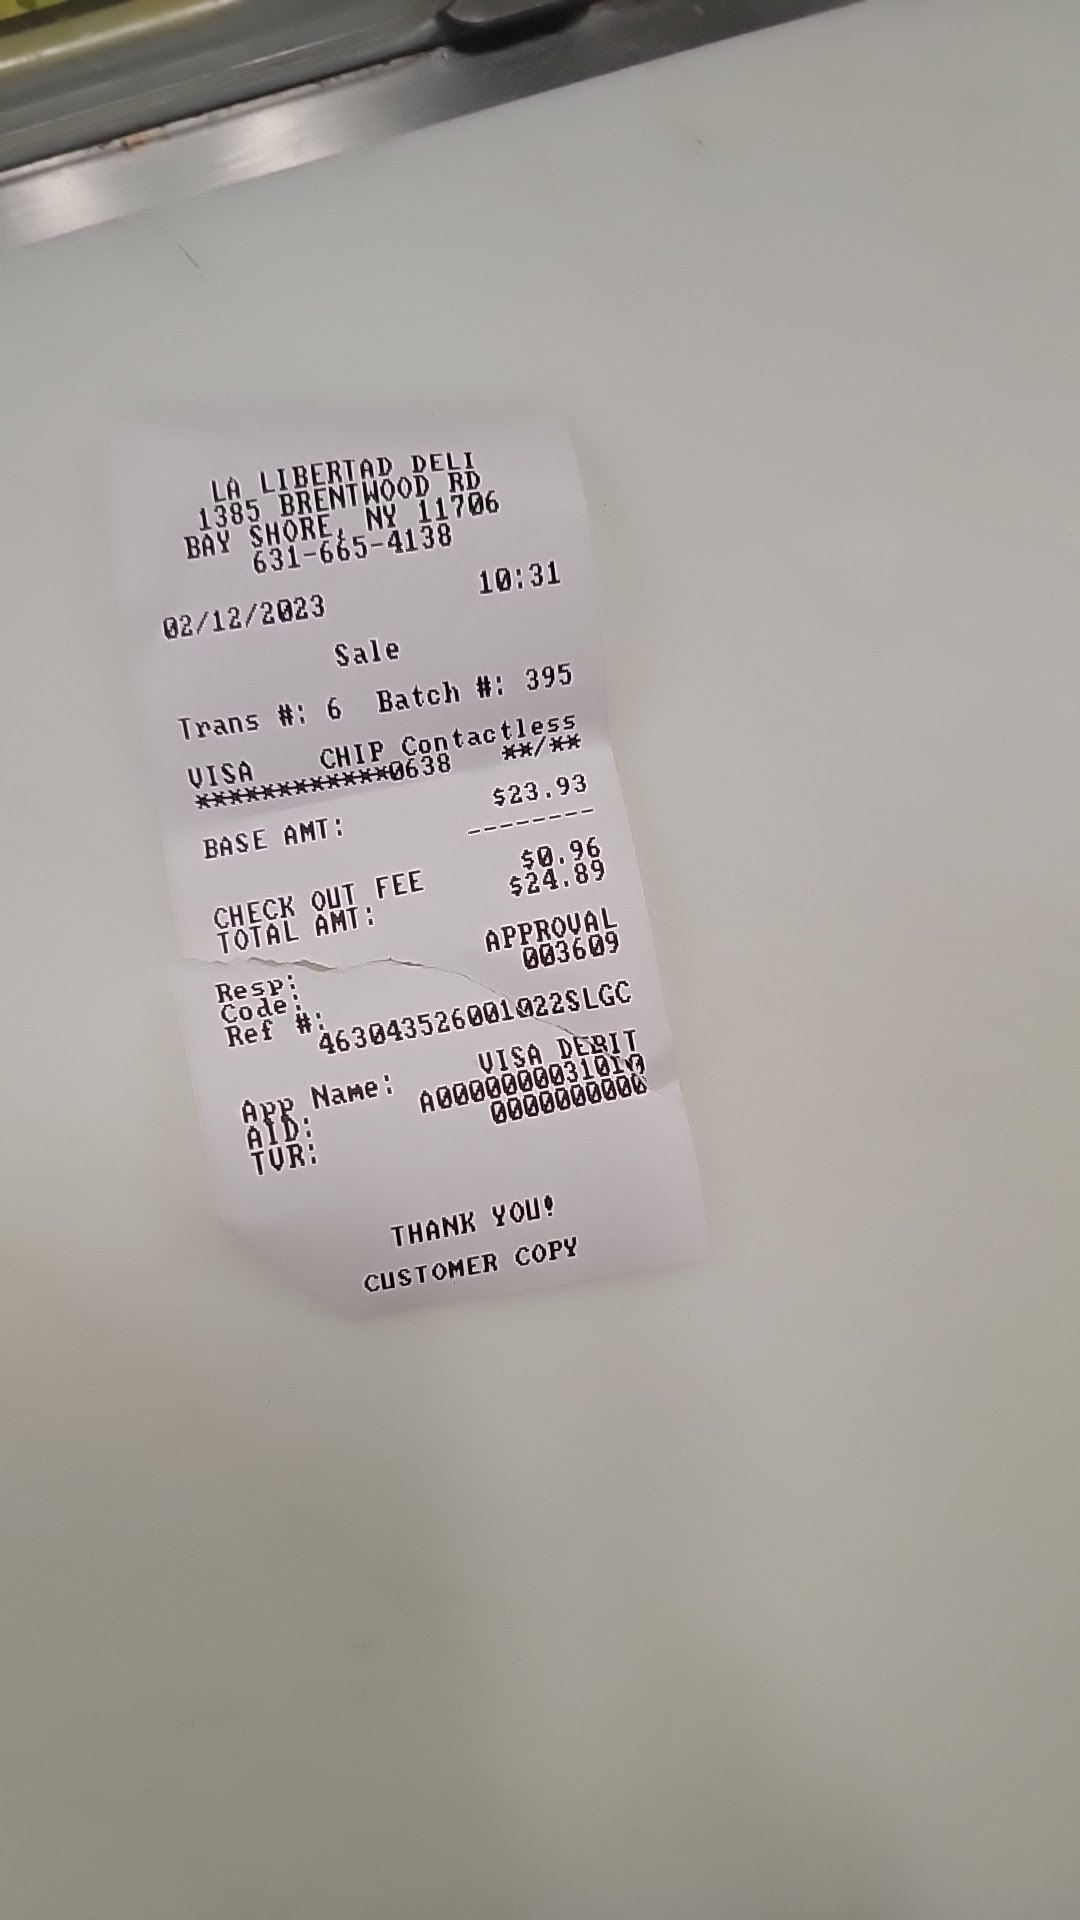 LA LIBERTAD DELI
1385 BRENTWOOD RD
BAY SHORE, NY 11706
631-665-4138
02/12/2023 10:31
Sale
Trans #: 6 Batch #: 395
VISA CHIP Contactless
************0638 **/**
BASE AMT: $23.93
--------
CHECK OUT FEE $0.96
TOTAL AMT: $24.89
Resp: APPROVAL
Code: 003609
Ref #:
463043526001022SLGC
App Name: VISA DEBIT
AID: A0000000031010
TVR: 0000000000
THANK YOU!
CUSTOMER COPY